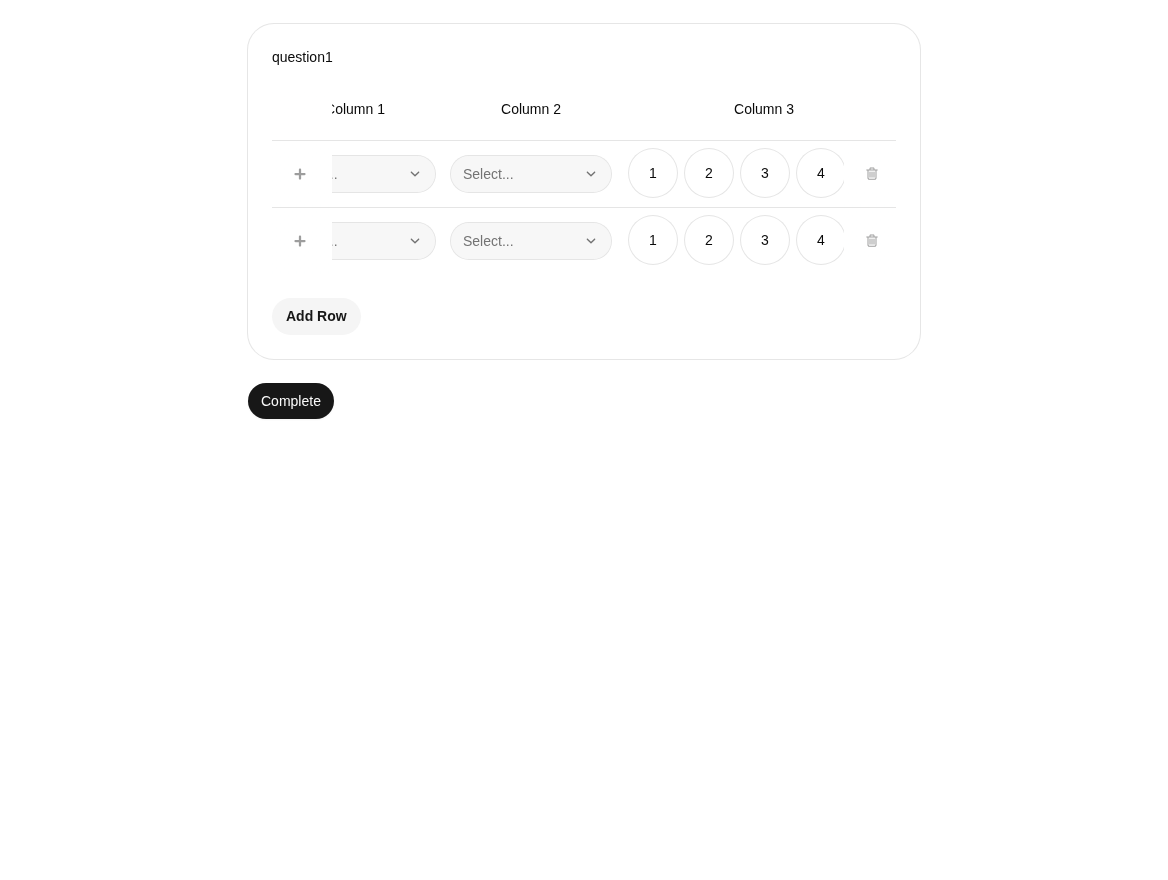 question1
Column 1 Column 2 Column 3
.. Select... 1 2 3 4
.. Select... 1 2 3 4
Add Row
Complete